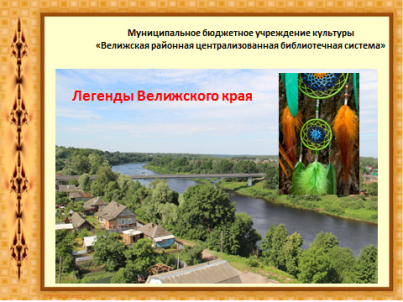 Муниципальное бюджетное учреждение культуры
«Велижская районная централизованная библиотечная система»
Легенды Велижского края